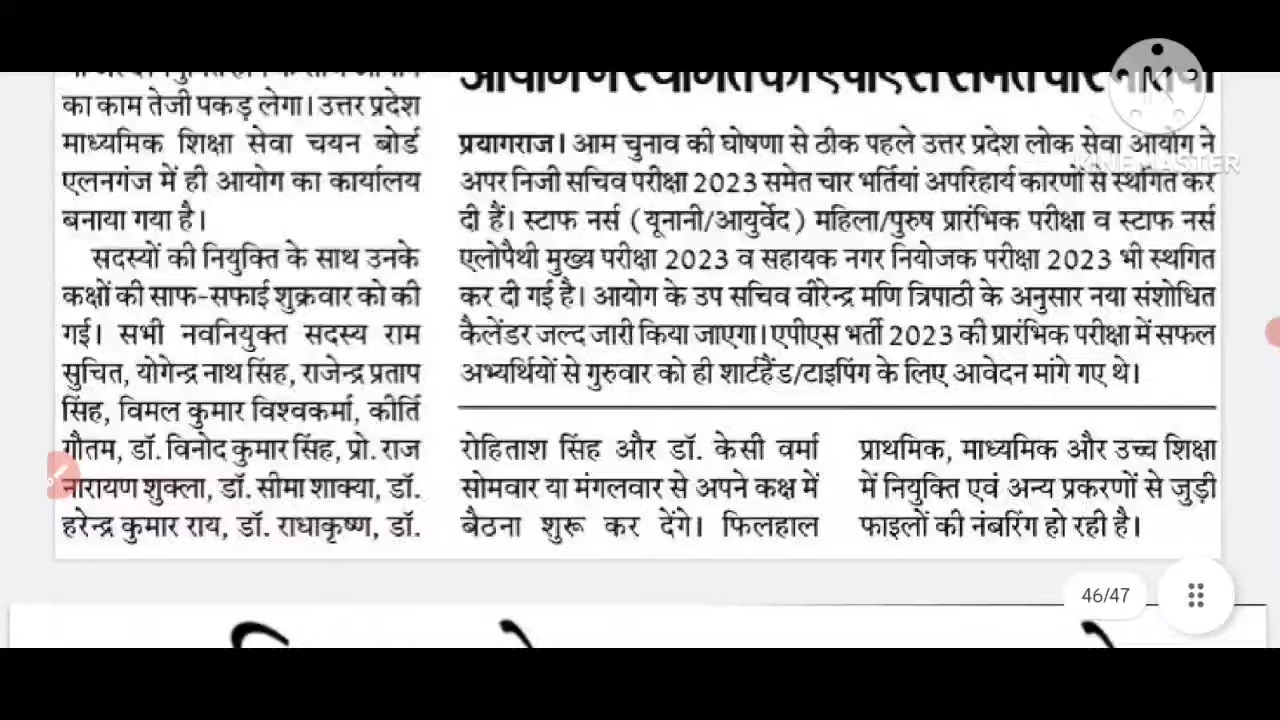 का काम तेजी पकड़ लेगा। उत्तर प्रदेश
माध्यमिक शिक्षा सेवा चयन बोर्ड
एलनगंज में ही आयोग का कार्यालय
बनाया गया है।
सदस्यों की नियुक्ति के साथ उनके
कक्षों की साफ-सफाई शुक्रवार को की
गई। सभी नवनियुक्त सदस्य राम
सुचित, योगेन्द्र नाथ सिंह, राजेन्द्र प्रताप
सिंह, विमल कुमार विश्वकर्मा, कीर्ति
गौतम, डॉ. विनोद कुमार सिंह, प्रो. राज
नारायण शुक्ला, डॉ. सीमा शाक्या, डॉ.
हरेन्द्र कुमार राय, डॉ. राधाकृष्ण, डॉ.
प्रयागराज। आम चुनाव की घोषणा से ठीक पहले उत्तर प्रदेश लोक सेवा आयोग ने
अपर निजी सचिव परीक्षा 2023 समेत चार भर्तियां अपरिहार्य कारणों से स्थगित कर
दी हैं। स्टाफ नर्स (यूनानी/आयुर्वेद) महिला/पुरुष प्रारंभिक परीक्षा व स्टाफ नर्स
एलोपैथी मुख्य परीक्षा 2023 व सहायक नगर नियोजक परीक्षा 2023 भी स्थगित
कर दी गई है। आयोग के उप सचिव वीरेन्द्र मणि त्रिपाठी के अनुसार नया संशोधित
कैलेंडर जल्द जारी किया जाएगा। एपीएस भर्ती 2023 की प्रारंभिक परीक्षा में सफल
अभ्यर्थियों से गुरुवार को ही शार्टहैंड/टाइपिंग के लिए आवेदन मांगे गए थे।
रोहिताश सिंह और डॉ. केसी वर्मा
सोमवार या मंगलवार से अपने कक्ष में
बैठना शुरू कर देंगे। फिलहाल
प्राथमिक, माध्यमिक और उच्च शिक्षा
में नियुक्ति एवं अन्य प्रकरणों से जुड़ी
फाइलों की नंबरिंग हो रही है।
46/47
KINEMASTER